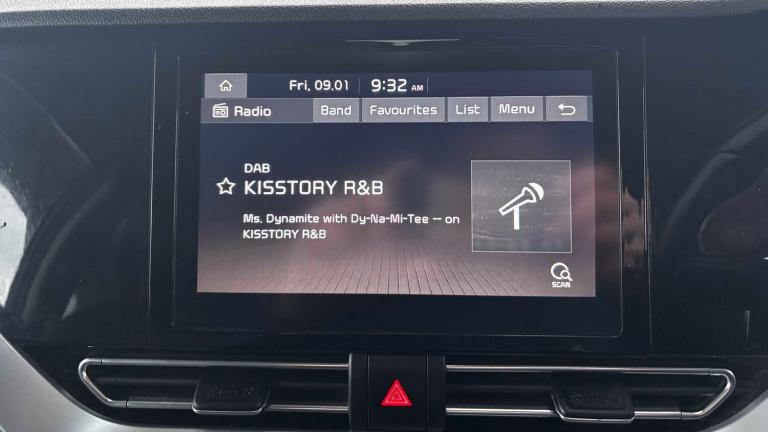 Fri, 09.01 9:32 AM
Radio Band Favourites List Menu
DAB
KISSTORY R&B
Ms. Dynamite with Dy-Na-Mi-Tee -- on
KISSTORY R&B
SCAN